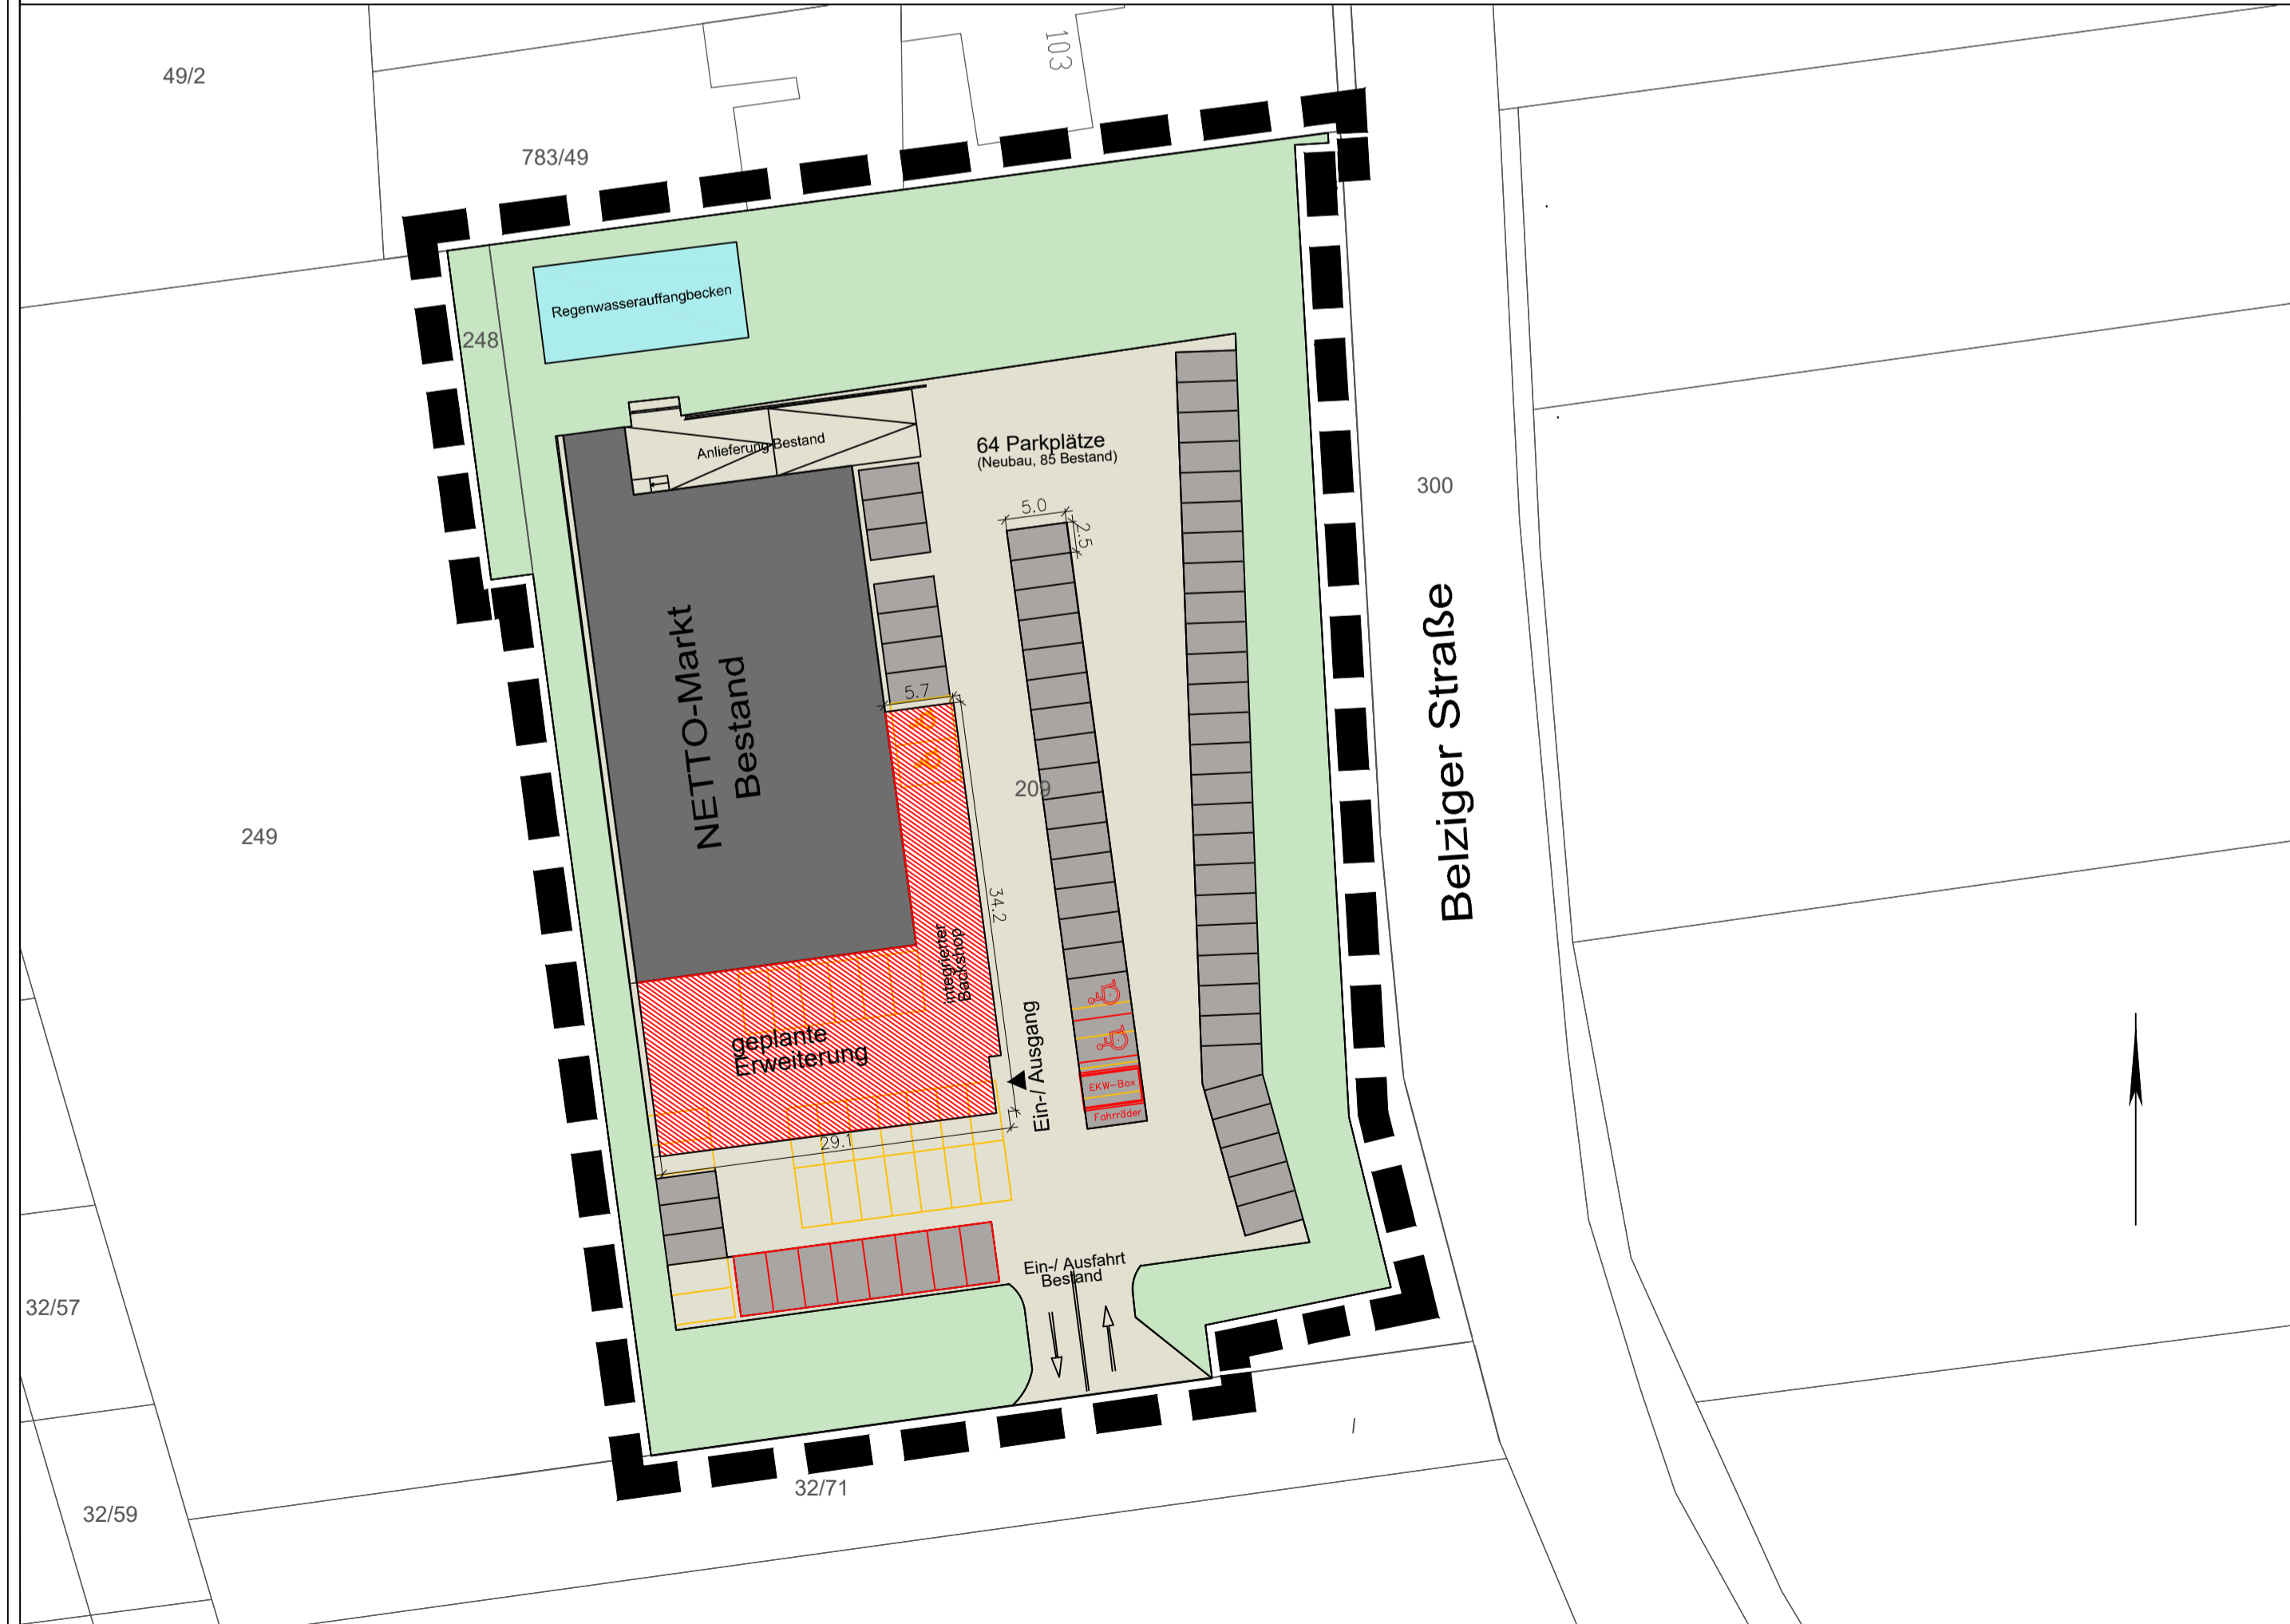 49/2
103
783/49
Regenwasserauffangbecken
248
Anlieferung Bestand
64 Parkplätze
(Neubau, 85 Bestand)
300
5.0
2.5
NETTO-Markt
Bestand
5.7
209
249
Belziger Straße
34.2
integrierter
Backshop
geplante
Erweiterung
Ein-/ Ausgang
EKW-Box
Fahrräder
29.1
Ein-/ Ausfahrt
Bestand
32/57
32/71
32/59